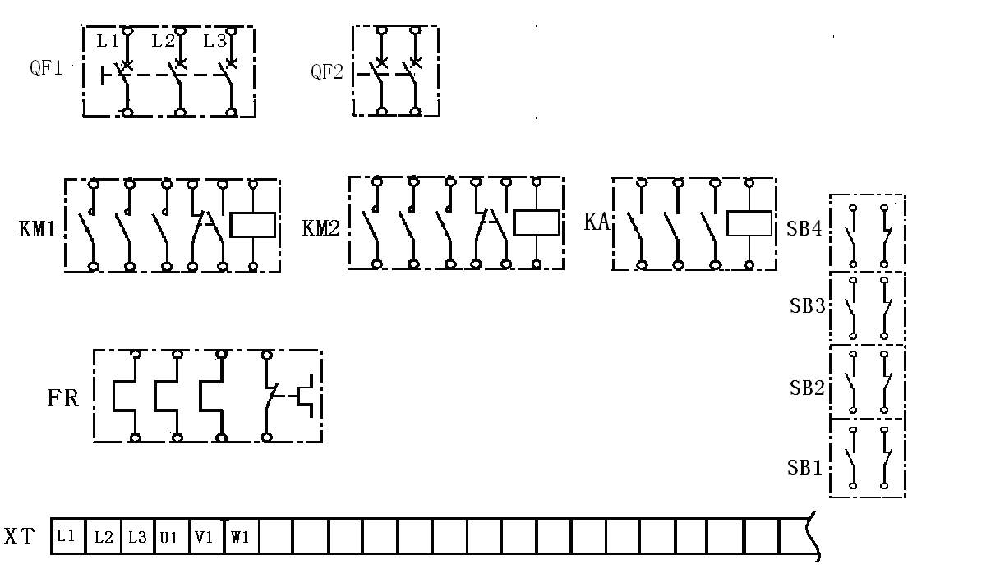 L1 L2 L3
QF1
QF2
KM1
KM2
KA
SB4
SB3
SB2
SB1
FR
XT L1 L2 L3 U1 V1 W1